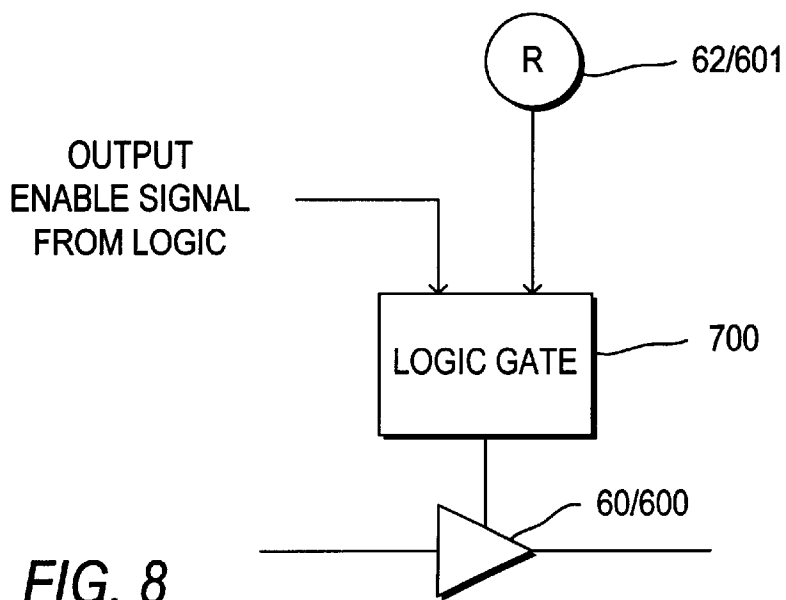 R
62/601
OUTPUT
ENABLE SIGNAL
FROM LOGIC
LOGIC GATE
700
60/600
FIG. 8